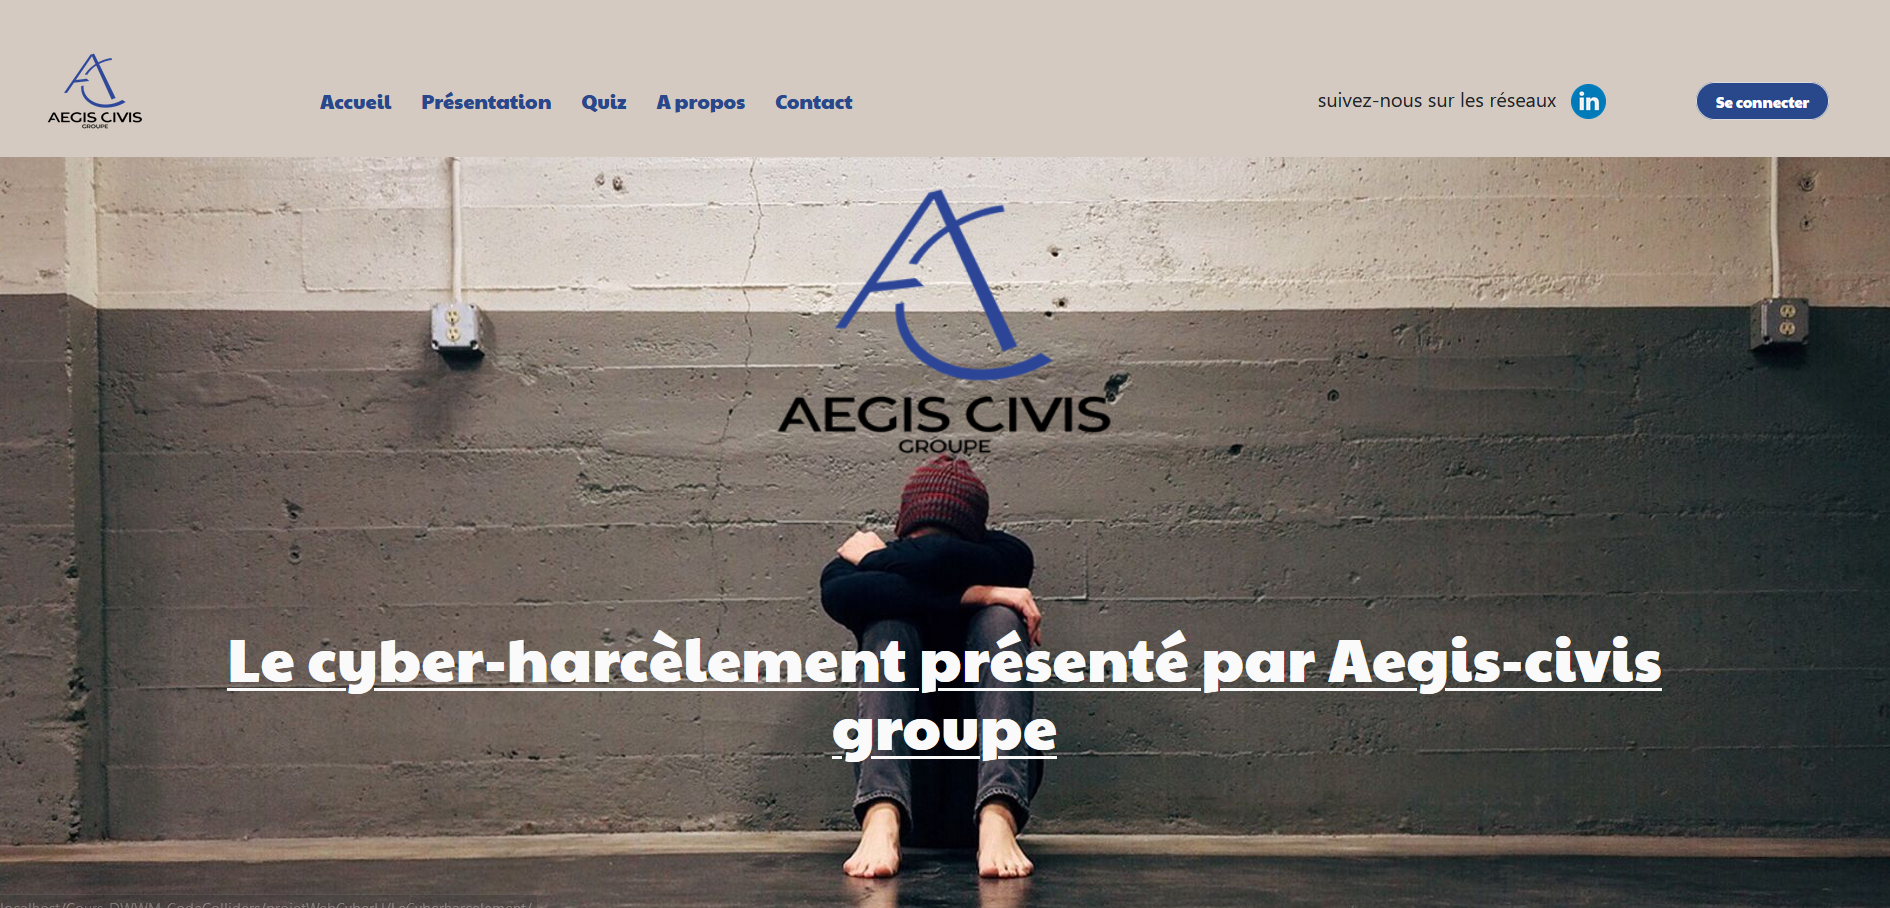 AEGIS CIVIS
GROUPE
Accueil Présentation Quiz A propos Contact
suivez-nous sur les réseaux in
Se connecter
AEGIS CIVIS
GROUPE
Le cyber-harcèlement présenté par Aegis-civis
groupe